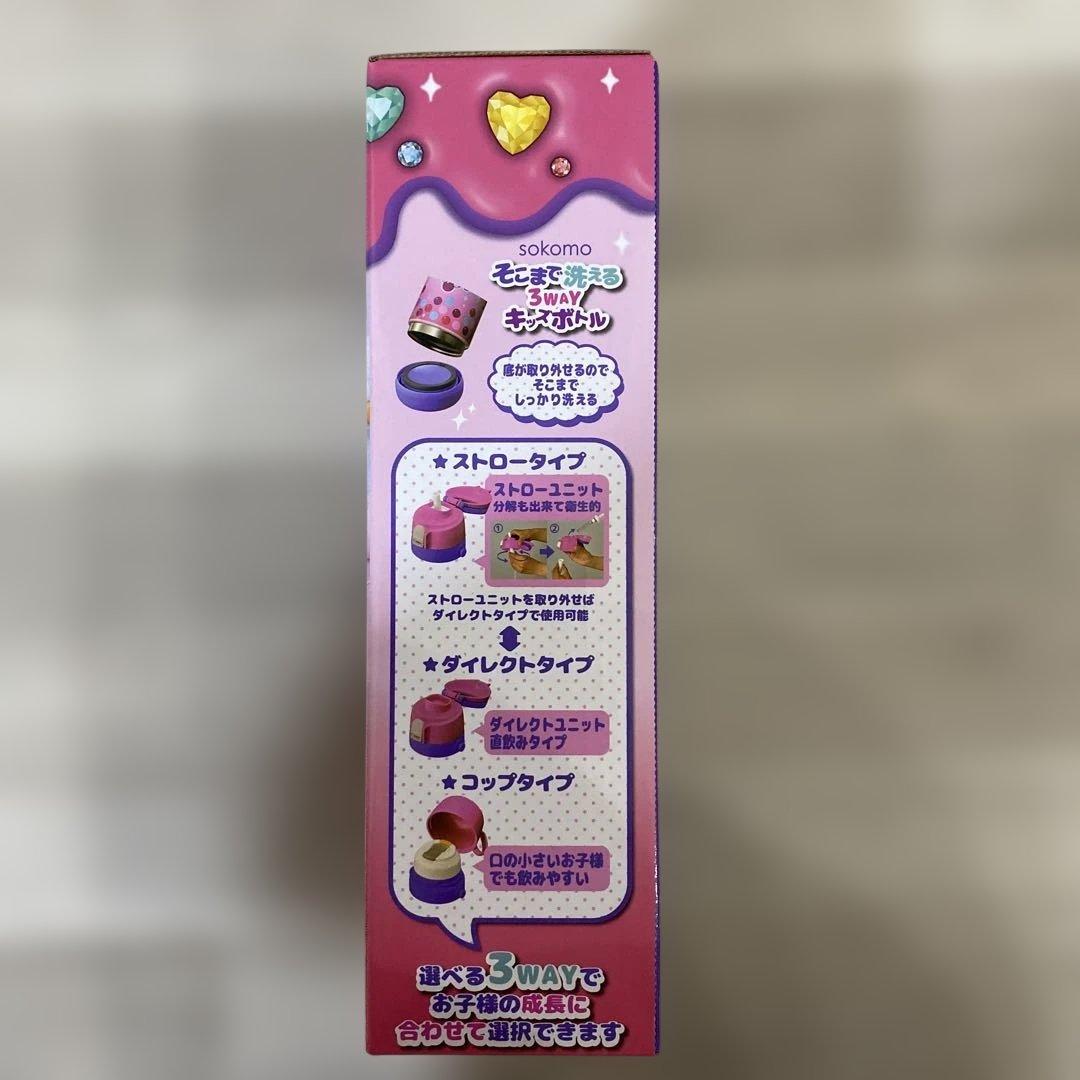 sokomo
そこまで洗える
3WAY
キッズボトル
底が取り外せるので
そこまで
しっかり洗える
★ストロータイプ
ストローユニット
分解も出来て衛生的
① ②
ストローユニットを取り外せば
ダイレクトタイプで使用可能
★ダイレクトタイプ
ダイレクトユニット
直飲みタイプ
★コップタイプ
口の小さいお子様
でも飲みやすい
選べる3WAYで
お子様の成長に
合わせて選択できます